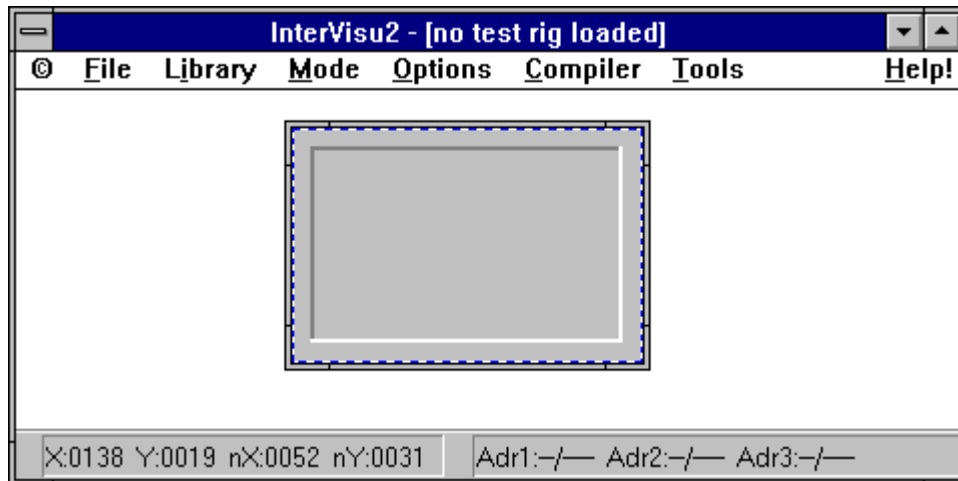 InterVisu2 - [no test rig loaded]
© File Library Mode Options Compiler Tools Help!
X:0138 Y:0019 nX:0052 nY:0031 Adr1:–/–– Adr2:–/–– Adr3:–/––